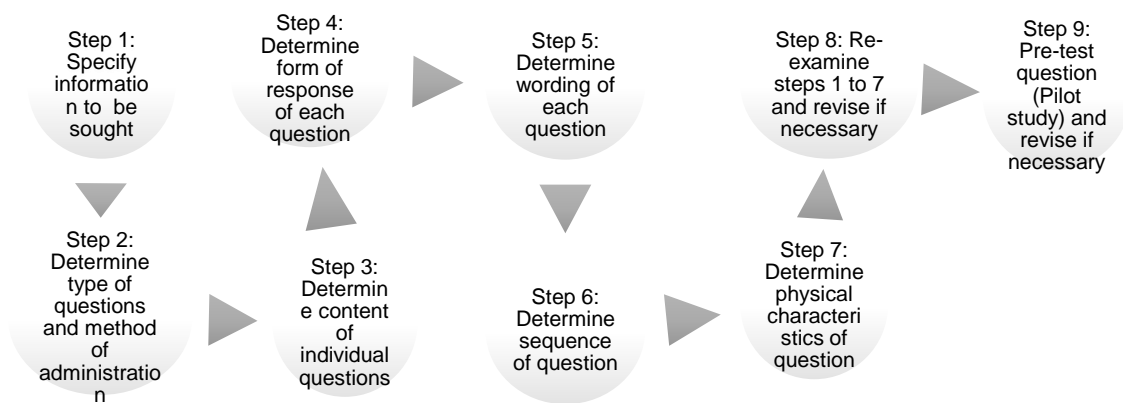 Step 1:
Specify
informatio
n to  be
sought
Step 2:
Determine
type of
questions
and method
of
administratio
n
Step 3:
Determin
e content
of
individual
questions
Step 4:
Determine
form of
response
of each
question
Step 5:
Determine
wording of
each
question
Step 6:
Determine
sequence
of question
Step 7:
Determine
physical
characteri
stics of
question
Step 8: Re-
examine
steps 1 to 7
and revise if
necessary
Step 9:
Pre-test
question
(Pilot
study) and
revise if
necessary